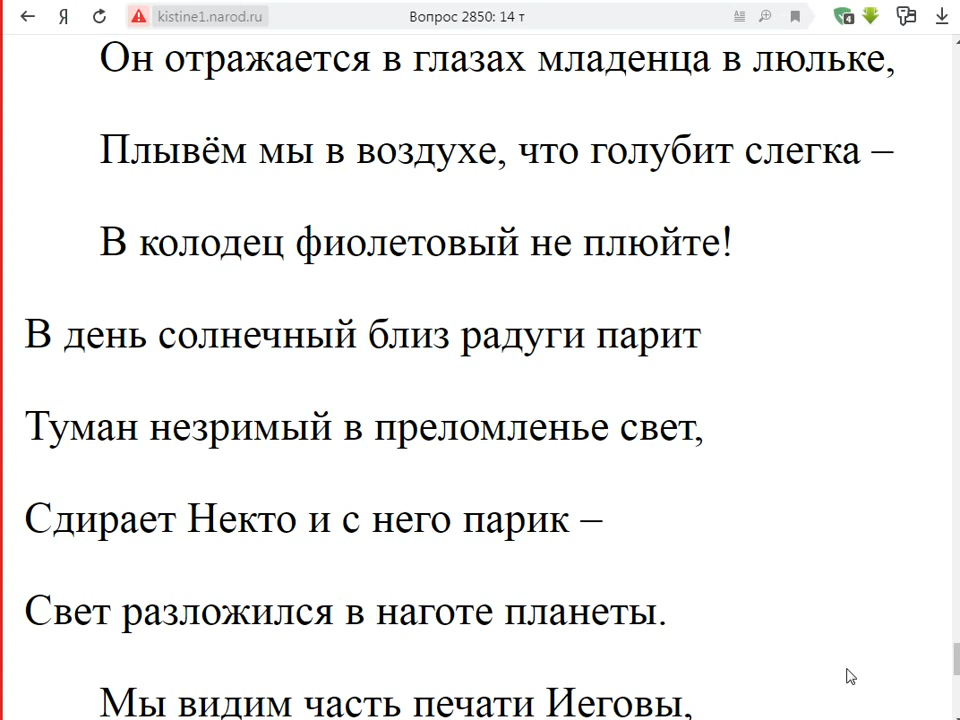 kistine1.narod.ru
Вопрос 2850: 14 т
4
Он отражается в глазах младенца в люльке,
Плывём мы в воздухе, что голубит слегка –
В колодец фиолетовый не плюйте!
В день солнечный близ радуги парит
Туман незримый в преломленье свет,
Сдирает Некто и с него парик –
Свет разложился в наготе планеты.
Мы видим часть печати Иеговы,